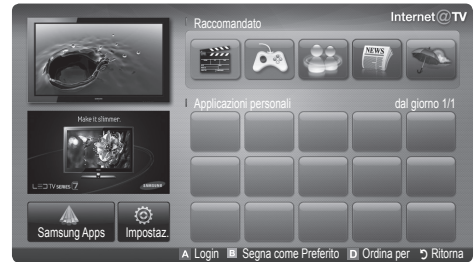 Internet@TV
Raccomandato
NEWS
Applicazioni personali dal giorno 1/1
Make it slimmer.
LED TV SERIES 7 SAMSUNG
Samsung Apps Impostaz.
A Login B Segna come Preferito D Ordina per Ritorna